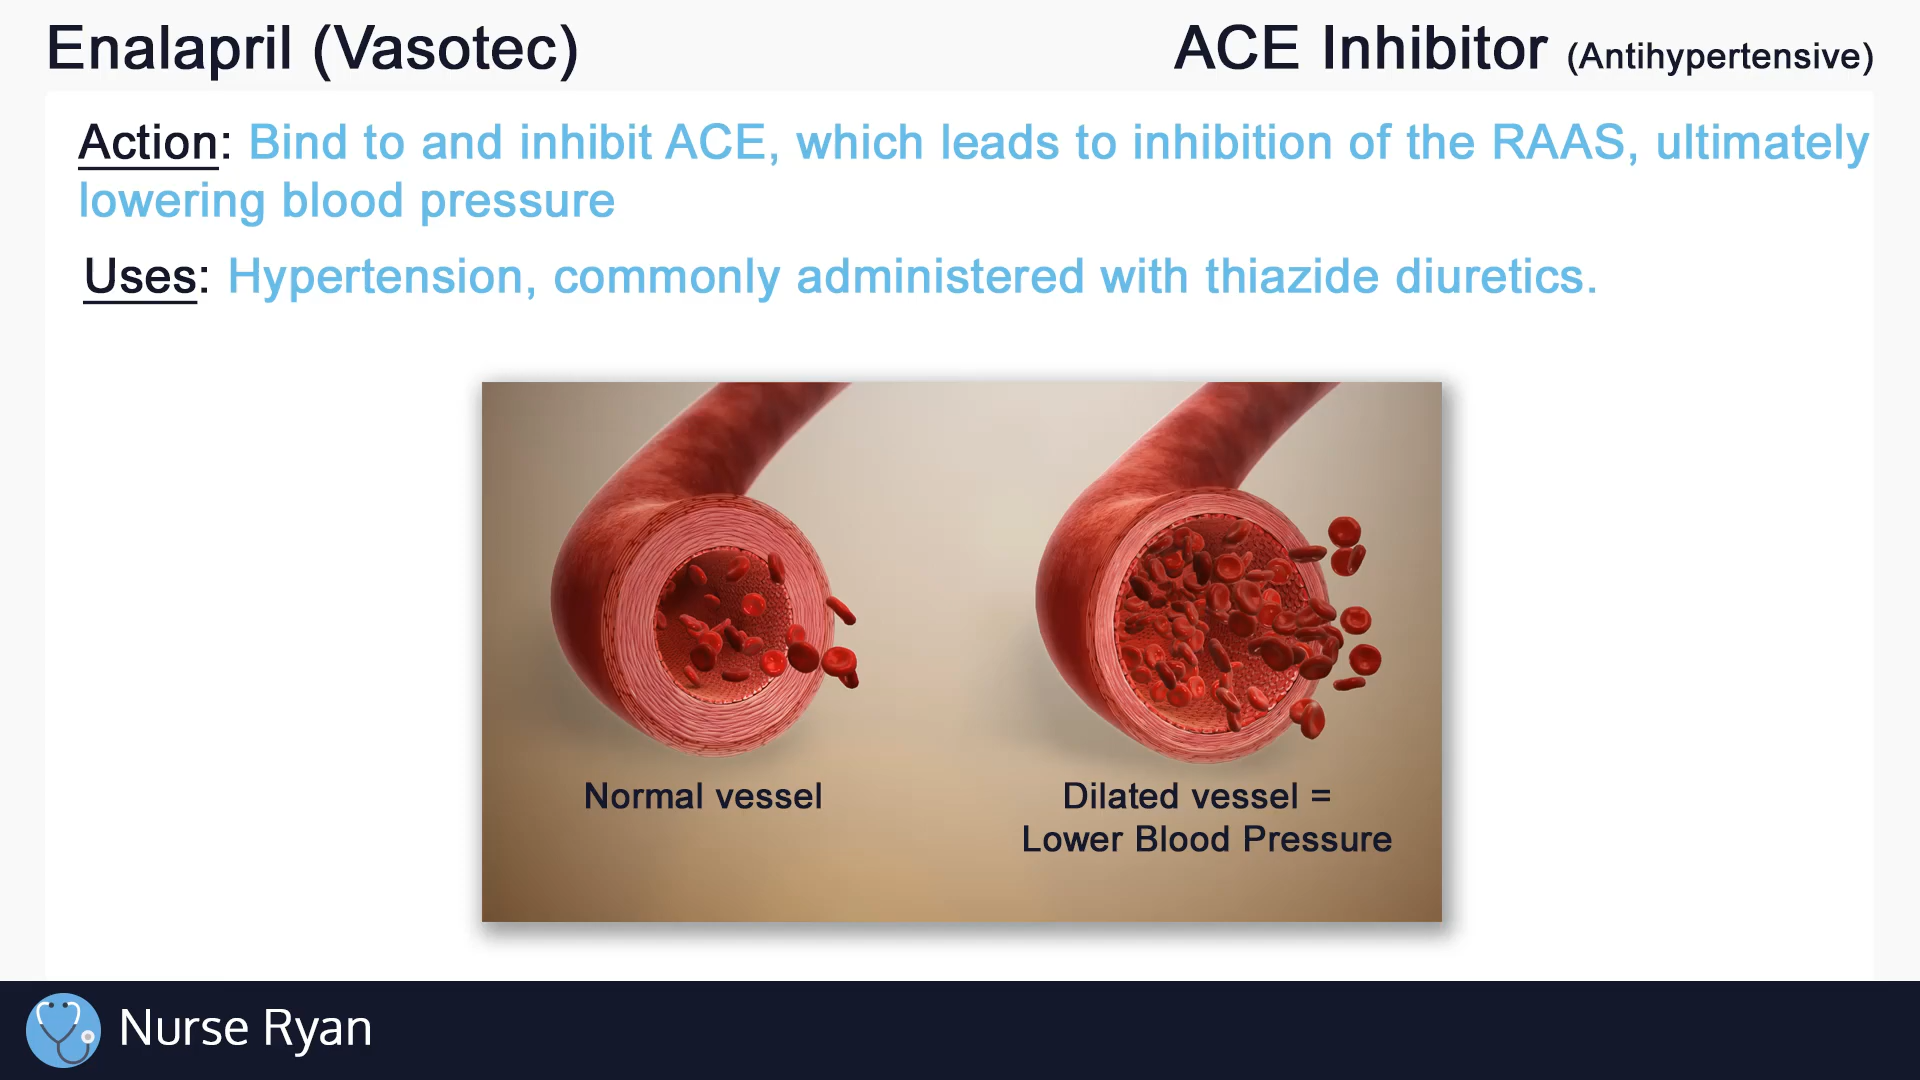 Enalapril (Vasotec)
ACE Inhibitor (Antihypertensive)
Action: Bind to and inhibit ACE, which leads to inhibition of the RAAS, ultimately
lowering blood pressure
Uses: Hypertension, commonly administered with thiazide diuretics.
Normal vessel
Dilated vessel =
Lower Blood Pressure
Nurse Ryan